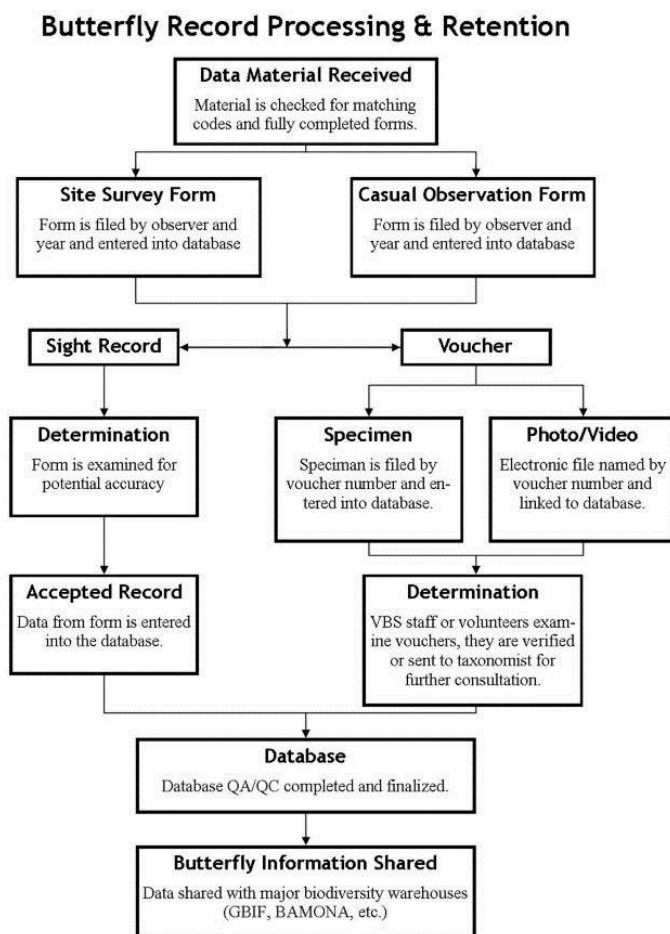 Butterfly Record Processing & Retention
Data Material Received
Material is checked for matching
codes and fully completed forms.
Site Survey Form
Form is filed by observer and
year and entered into database
Casual Observation Form
Form is filed by observer and
year and entered into database
Sight Record
Voucher
Determination
Form is examined for
potential accuracy
Specimen
Speciman is filed by
voucher number and en-
tered into database.
Photo/Video
Electronic file named by
voucher number and
linked to database.
Accepted Record
Data from form is entered
into the database.
Determination
VBS staff or volunteers exam-
ine vouchers, they are verified
or sent to taxonomist for
further consultation.
Database
Database QA/QC completed and finalized.
Butterfly Information Shared
Data shared with major biodiversity warehouses
(GBIF, BAMONA, etc.)